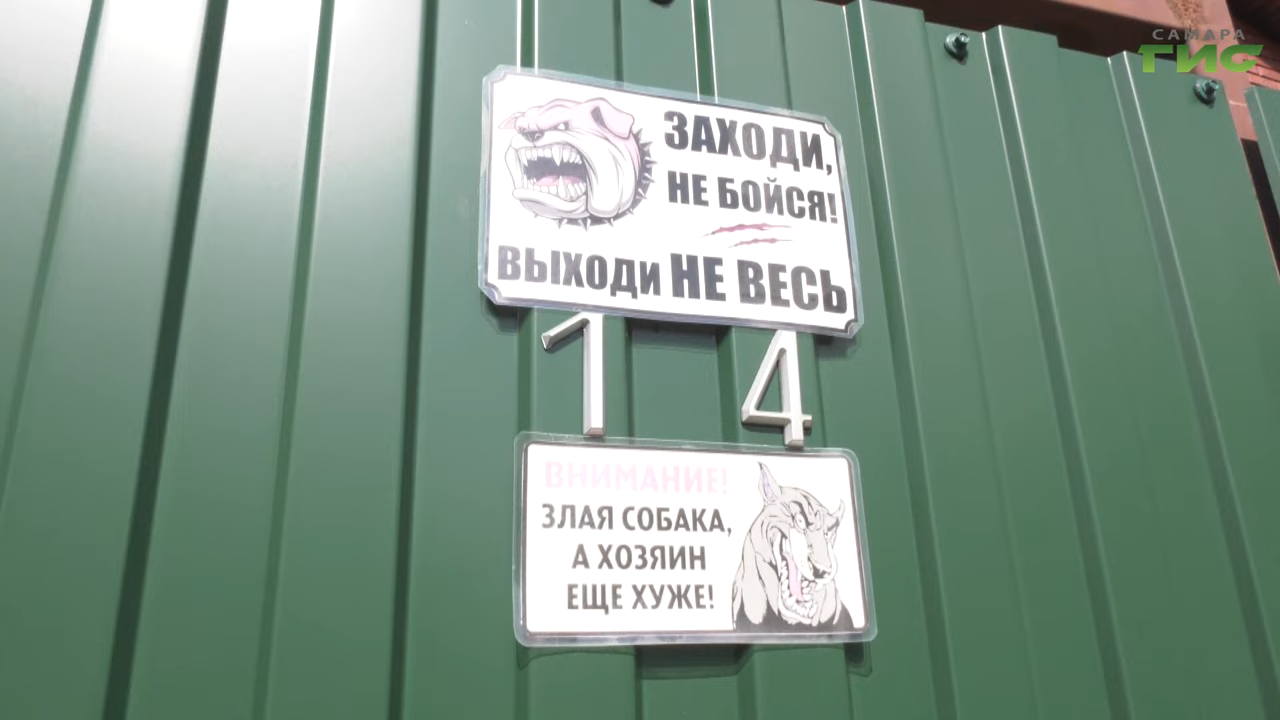 САМАРА
ГИС
ЗАХОДИ,
НЕ БОЙСЯ!
ВЫХОДИ НЕ ВЕСЬ
14
ВНИМАНИЕ!
ЗЛАЯ СОБАКА,
А ХОЗЯИН
ЕЩЕ ХУЖЕ!